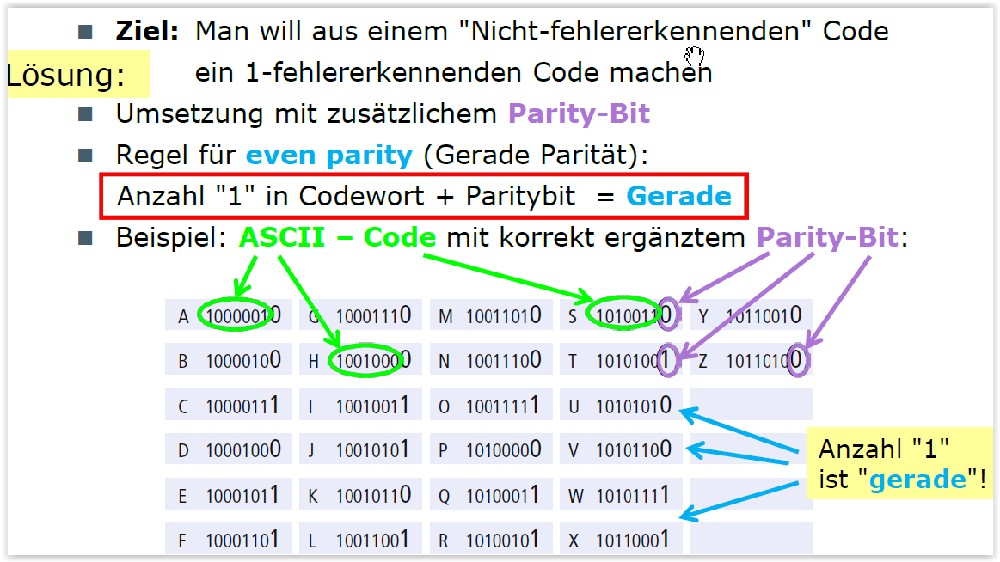 ■ Ziel: Man will aus einem "Nicht-fehlererkennenden" Code
ein 1-fehlererkennenden Code machen
Lösung:
■ Umsetzung mit zusätzlichem Parity-Bit
■ Regel für even parity (Gerade Parität):
Anzahl "1" in Codewort + Paritybit = Gerade
■ Beispiel: ASCII – Code mit korrekt ergänztem Parity-Bit:
A 10000010 G 10001110 M 10011010 S 10100110 Y 10110010
B 10000100 H 10010000 N 10011100 T 10101001 Z 10110100
C 10000111 I 10010011 O 10011111 U 10101010
D 10001000 J 10010101 P 10100000 V 10101100
E 10001011 K 10010110 Q 10100011 W 10101111
F 10001101 L 10011001 R 10100101 X 10110001
Anzahl "1"
ist "gerade"!